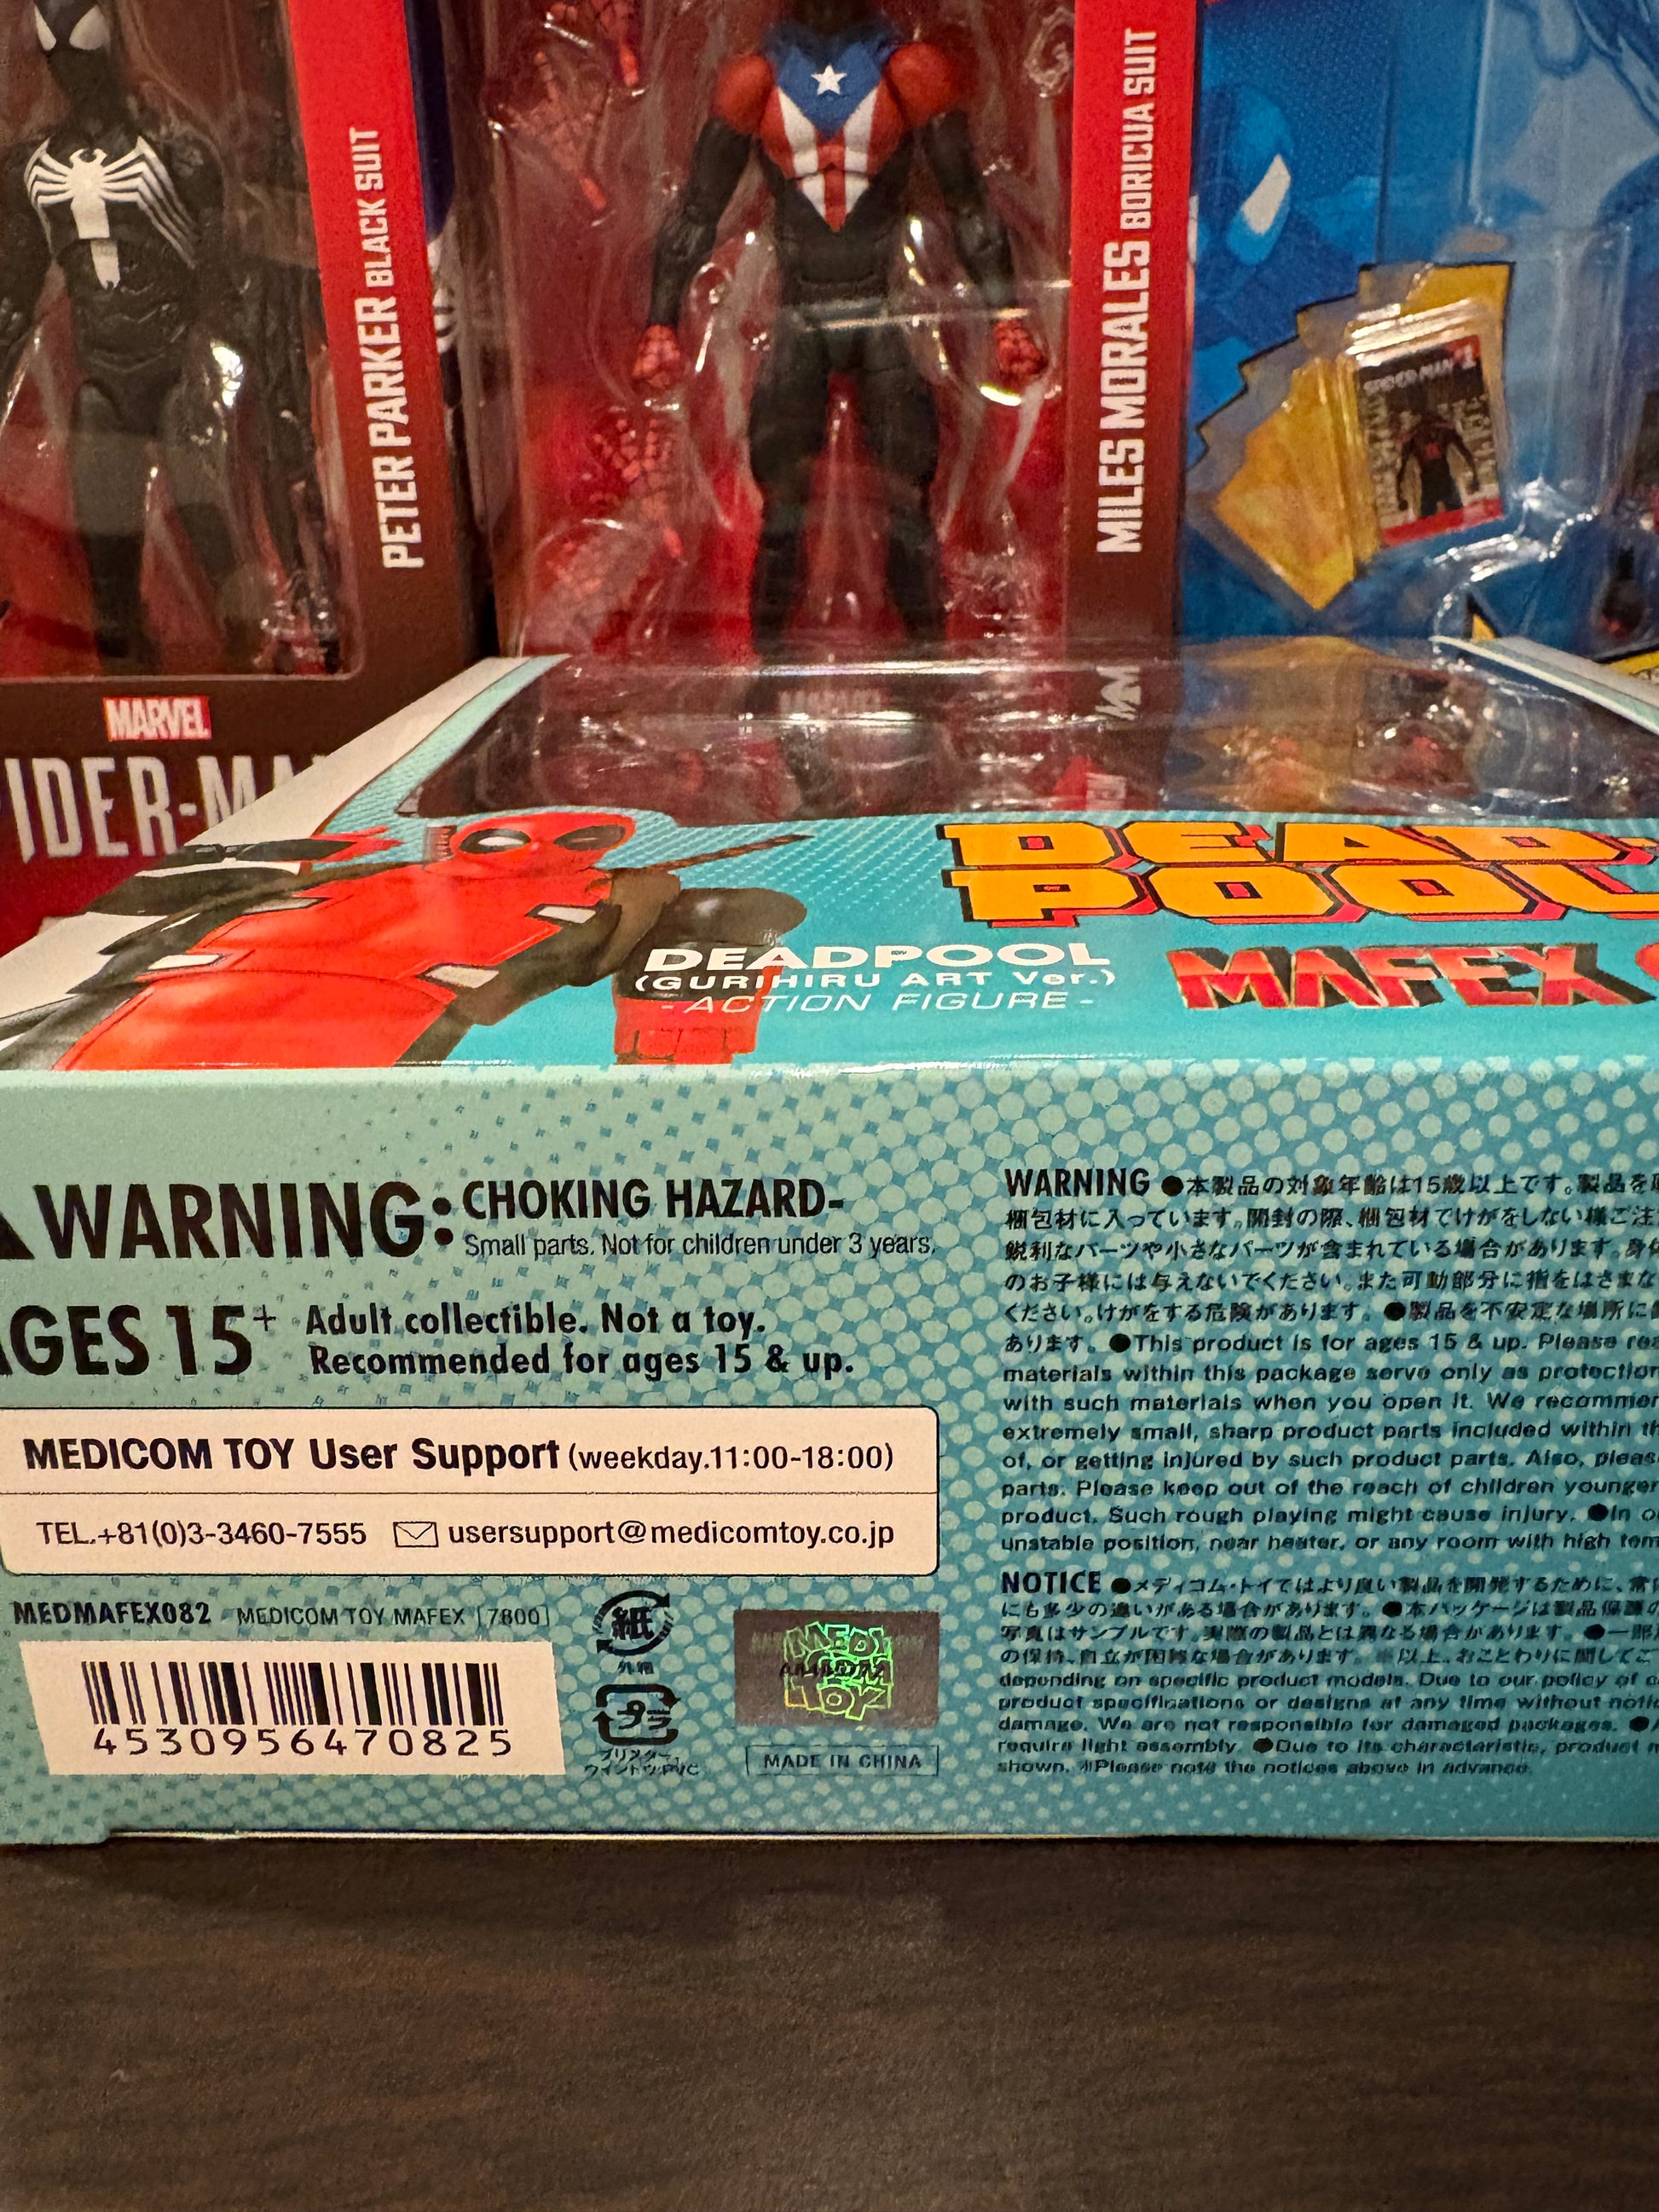 PETER PARKER BLACK SUIT
MILES MORALES BORICUA SUIT
SPIDER-MAN 1
MARVEL
IDER-MA
DEAD-
POOL
DEADPOOL
(GURIHIRU ART Ver.)
-ACTION FIGURE-
MAFEX
WARNING: CHOKING HAZARD-
Small parts. Not for children under 3 years.
AGES 15+ Adult collectible. Not a toy.
Recommended for ages 15 & up.
MEDICOM TOY User Support (weekday.11:00-18:00)
TEL.+81(0)3-3460-7555 usersupport@medicomtoy.co.jp
MEDMAFEX082 MEDICOM TOY MAFEX [7800]
4530956470825
紙
外箱
プラ
ブリスター、
ウインドウ:PVC
MEDI
COM
TOY
MADE IN CHINA
WARNING ●本製品の対象年齢は15歳以上です。製品を
梱包材に入っています。開封の際、梱包材でけがをしない様ご注
鋭利なパーツや小さなパーツが含まれている場合があります。身
のお子様には与えないでください。また可動部分に指をはさまな
ください。けがをする危険があります。 ●製品を不安定な場所に
あります。 ●This product is for ages 15 & up. Please rea
materials within this package serve only as protection
with such materials when you open it. We recommen
extremely small, sharp product parts included within th
of, or getting injured by such product parts. Also, pleas
parts. Please keep out of the reach of children younger
product. Such rough playing might cause injury. ●In o
unstable position, near heater, or any room with high tem
NOTICE ●メディコム・トイではより良い製品を開発するために、常
にも多少の違いがある場合があります。 ●本パッケージは製品保護の
写真はサンプルです。実際の製品とは異なる場合があります。 ●一部
の保持、自立が困難な場合があります。 ※以上、おことわりに関してご
depending on specific product models. Due to our policy of c
product specifications or designs at any time without notic
damage. We are not responsible for damaged packages. ●
require light assembly. ●Due to its characteristic, product m
shown. ※Please note the notices above in advance.